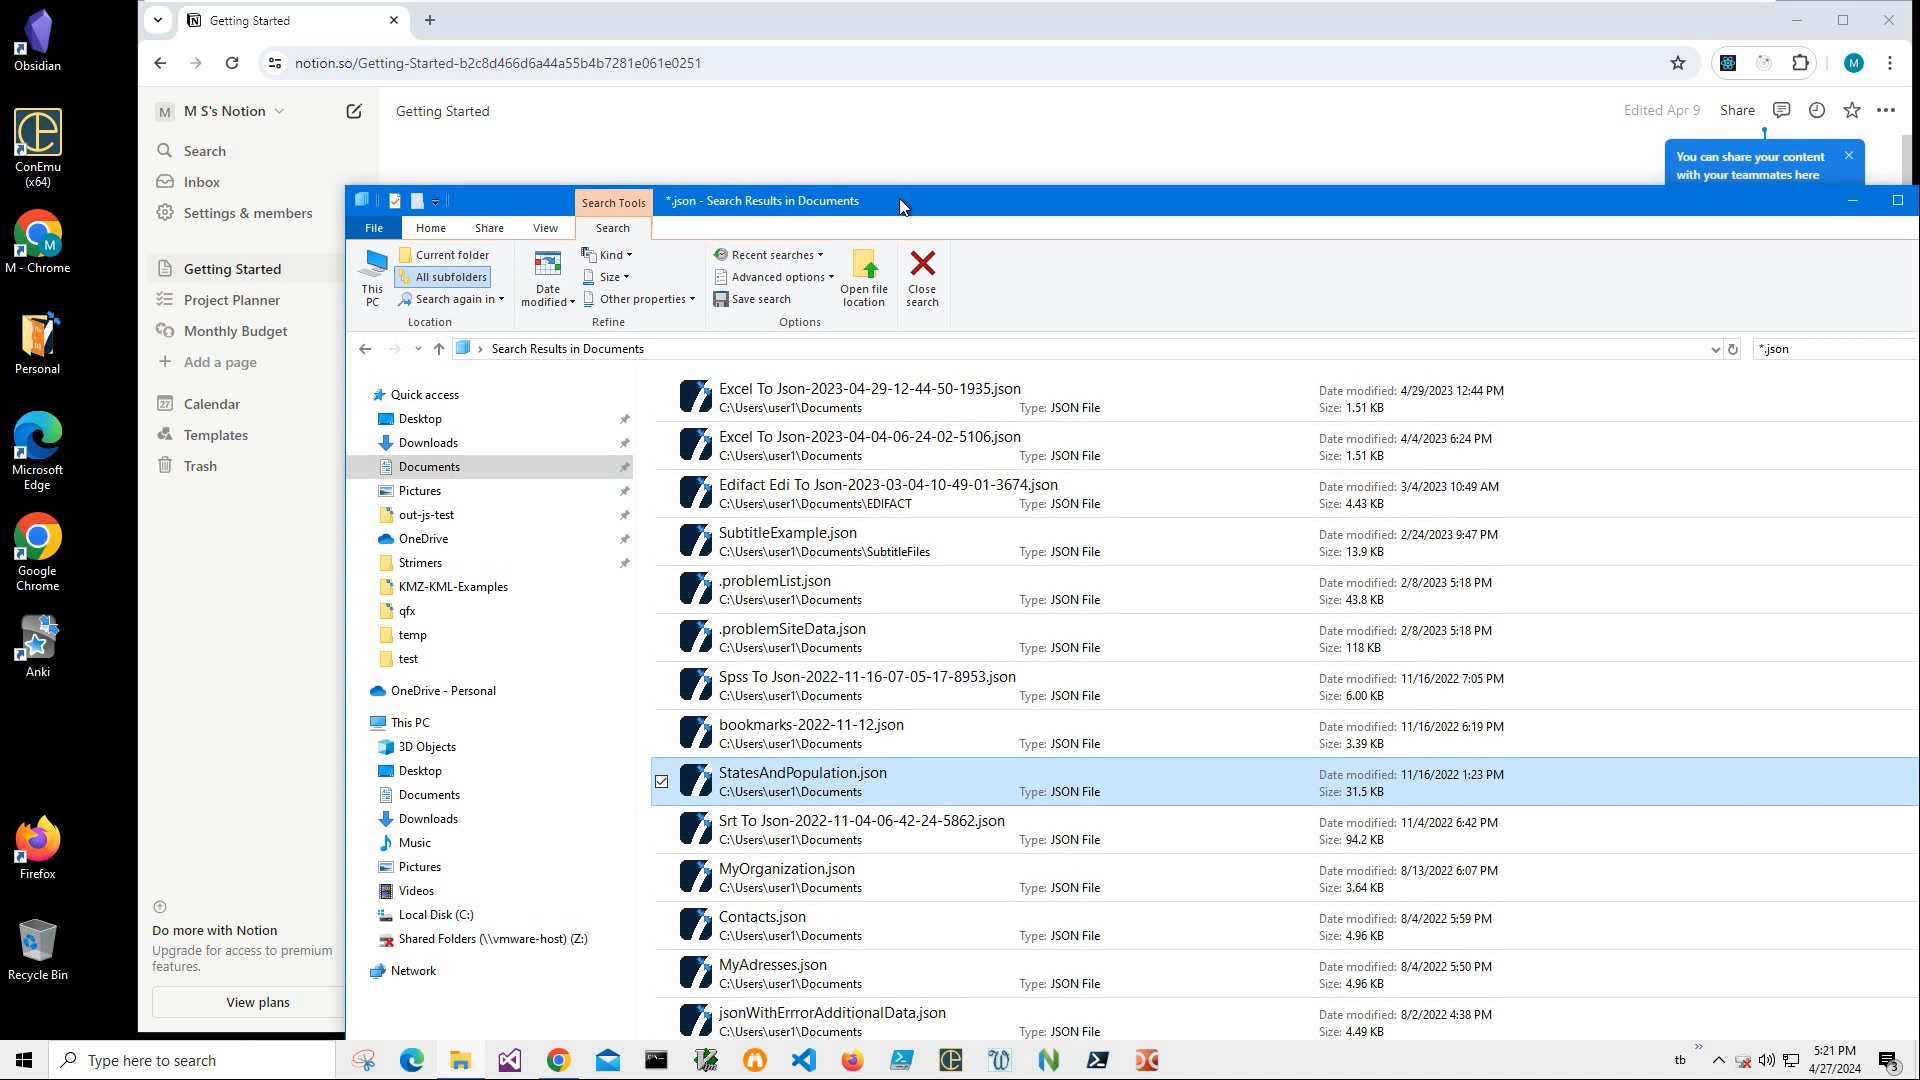 Obsidian
ConEmu
(x64)
M - Chrome
Personal
Microsoft
Edge
Google
Chrome
Anki
Firefox
Recycle Bin
Getting Started
notion.so/Getting-Started-b2c8d466d6a44a55b4b7281e061e0251
M
M M S's Notion
Search
Inbox
Settings & members
Getting Started
Project Planner
Monthly Budget
Add a page
Calendar
Templates
Trash
Do more with Notion
Upgrade for access to premium
features.
View plans
Getting Started
Edited Apr 9 Share
You can share your content
with your teammates here
Search Tools *.json - Search Results in Documents
File Home Share View Search
This
PC
Current folder
All subfolders
Search again in
Location
Date
modified
Kind
Size
Other properties
Refine
Recent searches
Advanced options
Save search
Open file
location
Options
Close
search
Search Results in Documents
*.json
Quick access
Desktop
Downloads
Documents
Pictures
out-js-test
OneDrive
Strimers
KMZ-KML-Examples
qfx
temp
test
OneDrive - Personal
This PC
3D Objects
Desktop
Documents
Downloads
Music
Pictures
Videos
Local Disk (C:)
Shared Folders (\\vmware-host) (Z:)
Network
Excel To Json-2023-04-29-12-44-50-1935.json Date modified: 4/29/2023 12:44 PM
C:\Users\user1\Documents Type: JSON File Size: 1.51 KB
Excel To Json-2023-04-04-06-24-02-5106.json Date modified: 4/4/2023 6:24 PM
C:\Users\user1\Documents Type: JSON File Size: 1.51 KB
Edifact Edi To Json-2023-03-04-10-49-01-3674.json Date modified: 3/4/2023 10:49 AM
C:\Users\user1\Documents\EDIFACT Type: JSON File Size: 4.43 KB
SubtitleExample.json Date modified: 2/24/2023 9:47 PM
C:\Users\user1\Documents\SubtitleFiles Type: JSON File Size: 13.9 KB
.problemList.json Date modified: 2/8/2023 5:18 PM
C:\Users\user1\Documents Type: JSON File Size: 43.8 KB
.problemSiteData.json Date modified: 2/8/2023 5:18 PM
C:\Users\user1\Documents Type: JSON File Size: 118 KB
Spss To Json-2022-11-16-07-05-17-8953.json Date modified: 11/16/2022 7:05 PM
C:\Users\user1\Documents Type: JSON File Size: 6.00 KB
bookmarks-2022-11-12.json Date modified: 11/16/2022 6:19 PM
C:\Users\user1\Documents Type: JSON File Size: 3.39 KB
StatesAndPopulation.json Date modified: 11/16/2022 1:23 PM
C:\Users\user1\Documents Type: JSON File Size: 31.5 KB
Srt To Json-2022-11-04-06-42-24-5862.json Date modified: 11/4/2022 6:42 PM
C:\Users\user1\Documents Type: JSON File Size: 94.2 KB
MyOrganization.json Date modified: 8/13/2022 6:07 PM
C:\Users\user1\Documents Type: JSON File Size: 3.64 KB
Contacts.json Date modified: 8/4/2022 5:59 PM
C:\Users\user1\Documents Type: JSON File Size: 4.96 KB
MyAdresses.json Date modified: 8/4/2022 5:50 PM
C:\Users\user1\Documents Type: JSON File Size: 4.96 KB
jsonWithErrrorAdditionalData.json Date modified: 8/2/2022 4:38 PM
C:\Users\user1\Documents Type: JSON File Size: 4.49 KB
Type here to search
tb
5:21 PM
4/27/2024
3